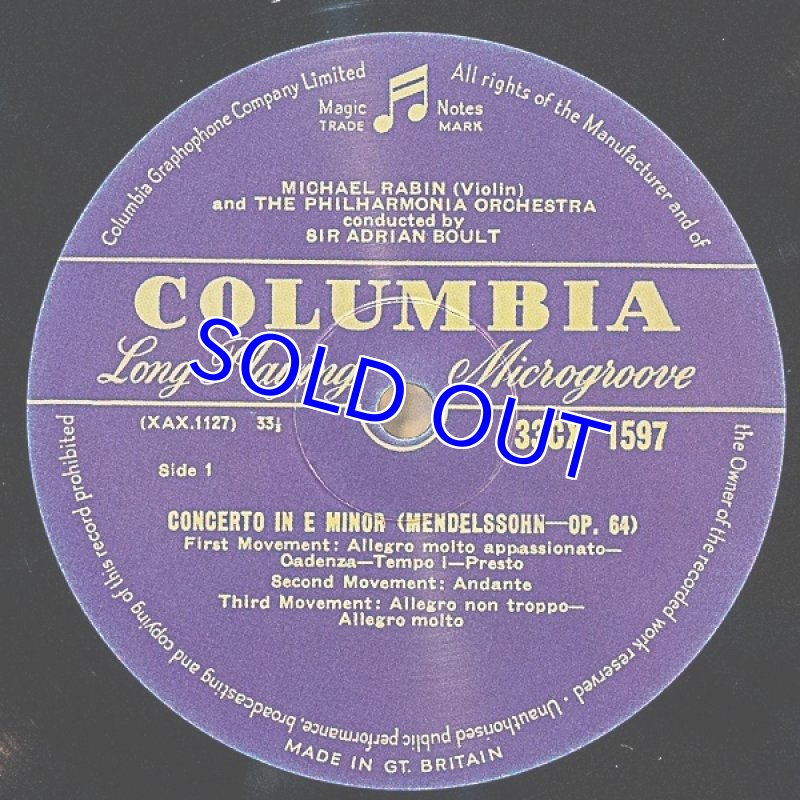 Columbia Graphophone Company Limited
All rights of the Manufacturer and of
the Owner of the recorded work reserved · Unauthorised public performance, broadcasting and copying of this record prohibited
Magic Notes
TRADE MARK
MICHAEL RABIN (Violin)
and THE PHILHARMONIA ORCHESTRA
conducted by
SIR ADRIAN BOULT
COLUMBIA
Long Playing Microgroove
SOLD OUT
(XAX.1127) 33⅓
33CX 1597
Side 1
CONCERTO IN E MINOR (MENDELSSOHN—OP. 64)
First Movement: Allegro molto appassionato—
Cadenza—Tempo I—Presto
Second Movement: Andante
Third Movement: Allegro non troppo—
Allegro molto
MADE IN GT. BRITAIN